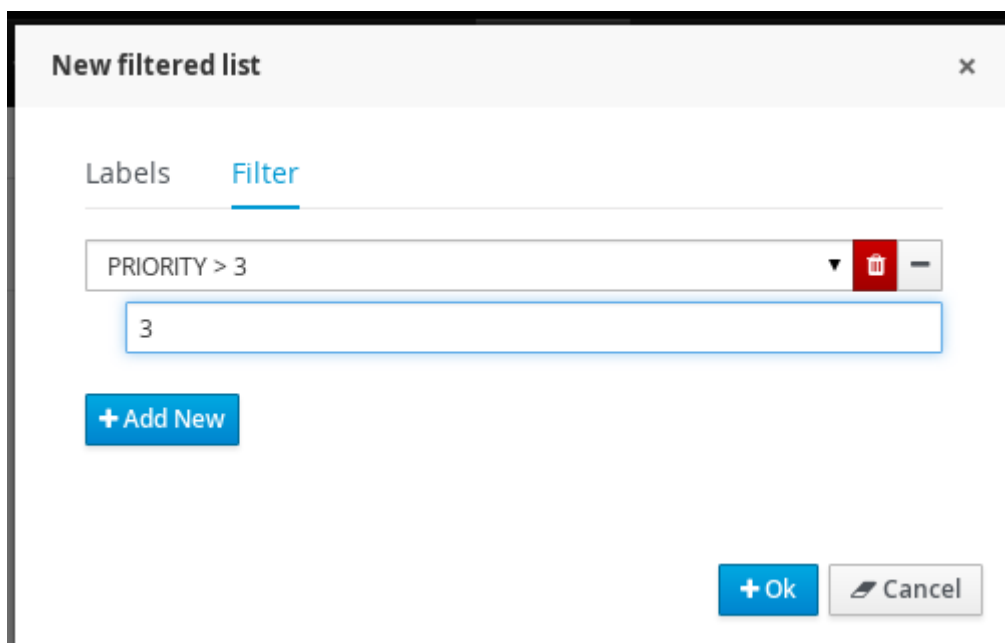 New filtered list ×
Labels Filter
PRIORITY > 3
3
+ Add New
+ Ok Cancel